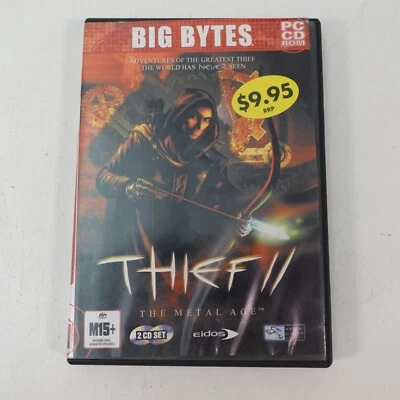 BIG BYTES
PC
CD
ROM
ADVENTURES OF THE GREATEST THIEF
THE WORLD HAS NEVER SEEN
$9.95
RRP
THIEF II
THE METAL AGE™
M15+
2 CD SET
eidos